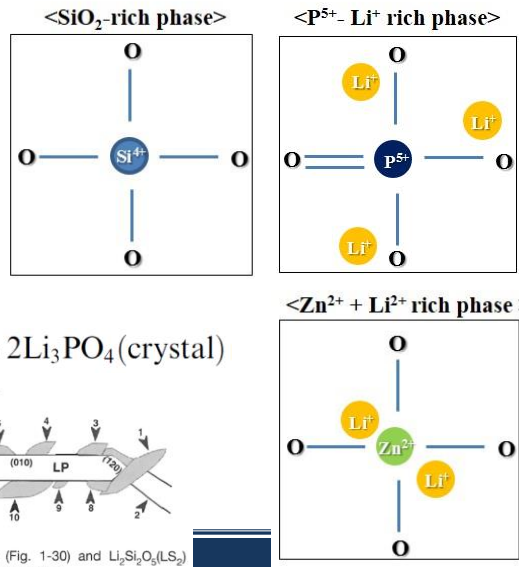 <SiO₂-rich phase>
O
O Si⁴⁺ O
O
<P⁵⁺- Li⁺ rich phase>
O
Li⁺
Li⁺
O P⁵⁺ O
Li⁺ O
<Zn²⁺ + Li²⁺ rich phase
O
Li⁺
O Zn²⁺ O
Li⁺
O
2Li₃PO₄(crystal)
4 3 1
(010) LP (120)
10 9 8 2
(Fig. 1-30) and Li₂Si₂O₅(LS₂)